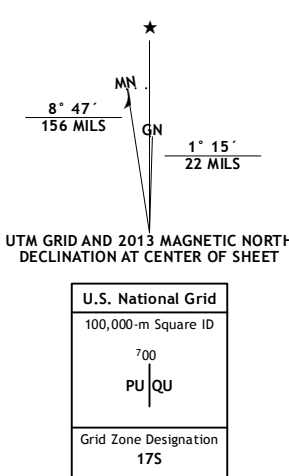 ★
MN
8° 47´
156 MILS
GN
1° 15´
22 MILS
UTM GRID AND 2013 MAGNETIC NORTH
DECLINATION AT CENTER OF SHEET
U.S. National Grid
100,000-m Square ID
⁷00
PU QU
Grid Zone Designation
17S